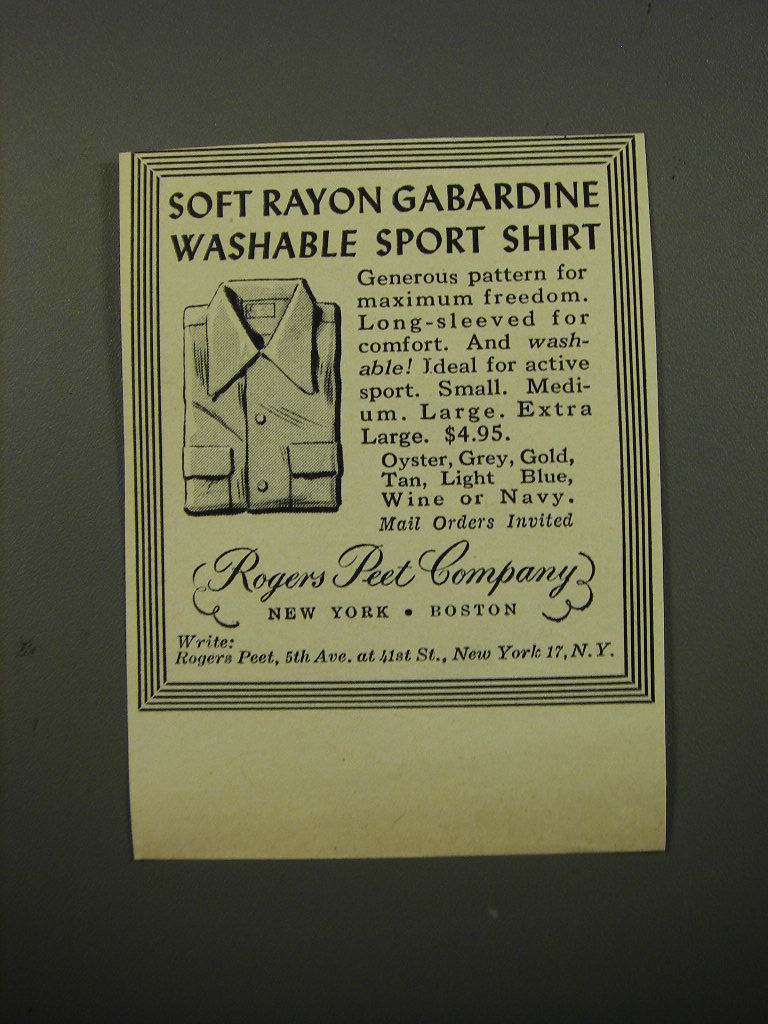 SOFT RAYON GABARDINE
WASHABLE SPORT SHIRT
Generous pattern for
maximum freedom.
Long-sleeved for
comfort. And wash-
able! Ideal for active
sport. Small. Medi-
um. Large. Extra
Large. $4.95.
Oyster, Grey, Gold,
Tan, Light Blue,
Wine or Navy.
Mail Orders Invited
Rogers Peet Company
NEW YORK • BOSTON
Write:
Rogers Peet, 5th Ave. at 41st St., New York 17, N. Y.